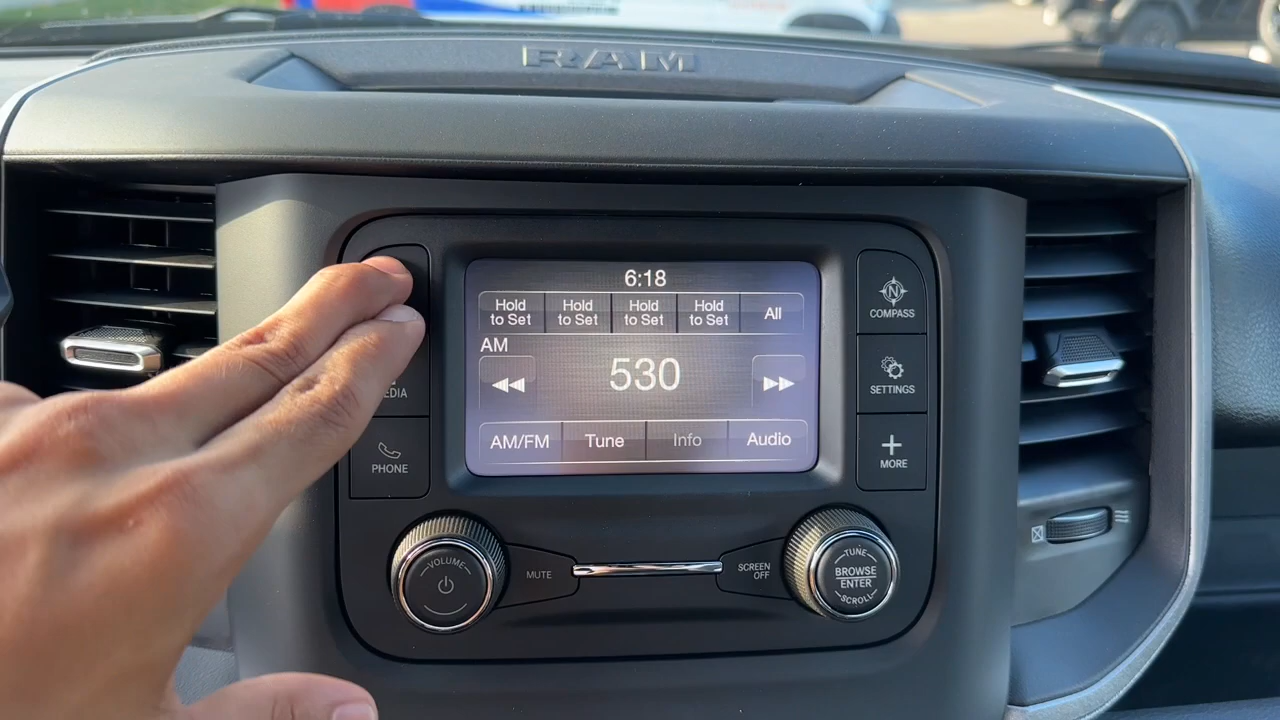 RAM
6:18
Hold
to Set
Hold
to Set
Hold
to Set
Hold
to Set
All
AM
530
AM/FM
Tune
Info
Audio
PHONE
N
COMPASS
SETTINGS
MORE
VOLUME
MUTE
SCREEN
OFF
TUNE
BROWSE
ENTER
SCROLL